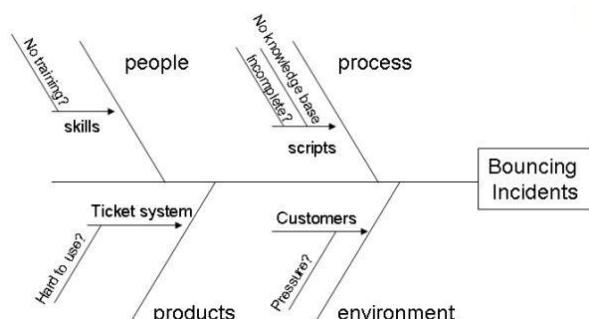 people
process
No training?
skills
Incomplete?
No knowledge base
scripts
Bouncing
Incidents
Ticket system
Hard to use?
products
Customers
Pressure?
environment